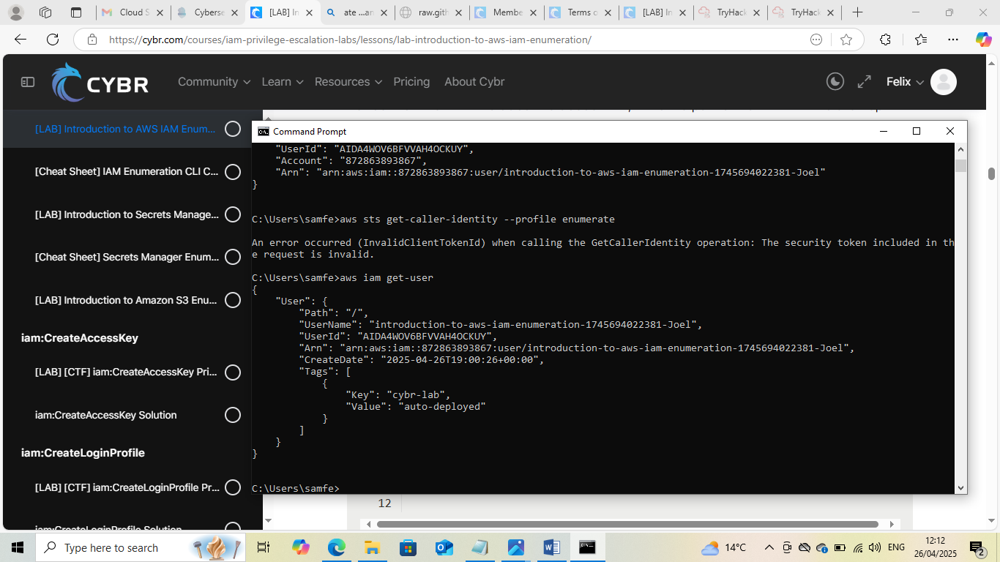 Cloud S
Cyberse
[LAB] In
ate ...an
raw.gith
Membe
Terms o
[LAB] In
TryHac
TryHac
https://cybr.com/courses/iam-privilege-escalation-labs/lessons/lab-introduction-to-aws-iam-enumeration/
CYBR
Community
Learn
Resources
Pricing
About Cybr
Felix
[LAB] Introduction to AWS IAM Enum...
[Cheat Sheet] IAM Enumeration CLI C...
[LAB] Introduction to Secrets Manage...
[Cheat Sheet] Secrets Manager Enum...
[LAB] Introduction to Amazon S3 Enu...
iam:CreateAccessKey
[LAB] [CTF] iam:CreateAccessKey Pri...
iam:CreateAccessKey Solution
iam:CreateLoginProfile
[LAB] [CTF] iam:CreateLoginProfile Pr...
iam:CreateLoginProfile Solution
Command Prompt
"UserId": "AIDA4WOV6BFVVAH4OCKUY",
"Account": "872863893867",
"Arn": "arn:aws:iam::872863893867:user/introduction-to-aws-iam-enumeration-1745694022381-Joel"
}
C:\Users\samfe>aws sts get-caller-identity --profile enumerate
An error occurred (InvalidClientTokenId) when calling the GetCallerIdentity operation: The security token included in th
e request is invalid.
C:\Users\samfe>aws iam get-user
{
"User": {
"Path": "/",
"UserName": "introduction-to-aws-iam-enumeration-1745694022381-Joel",
"UserId": "AIDA4WOV6BFVVAH4OCKUY",
"Arn": "arn:aws:iam::872863893867:user/introduction-to-aws-iam-enumeration-1745694022381-Joel",
"CreateDate": "2025-04-26T19:00:26+00:00",
"Tags": [
{
"Key": "cybr-lab",
"Value": "auto-deployed"
}
]
}
}
C:\Users\samfe>
12
Type here to search
14°C
ENG
12:12
26/04/2025
2